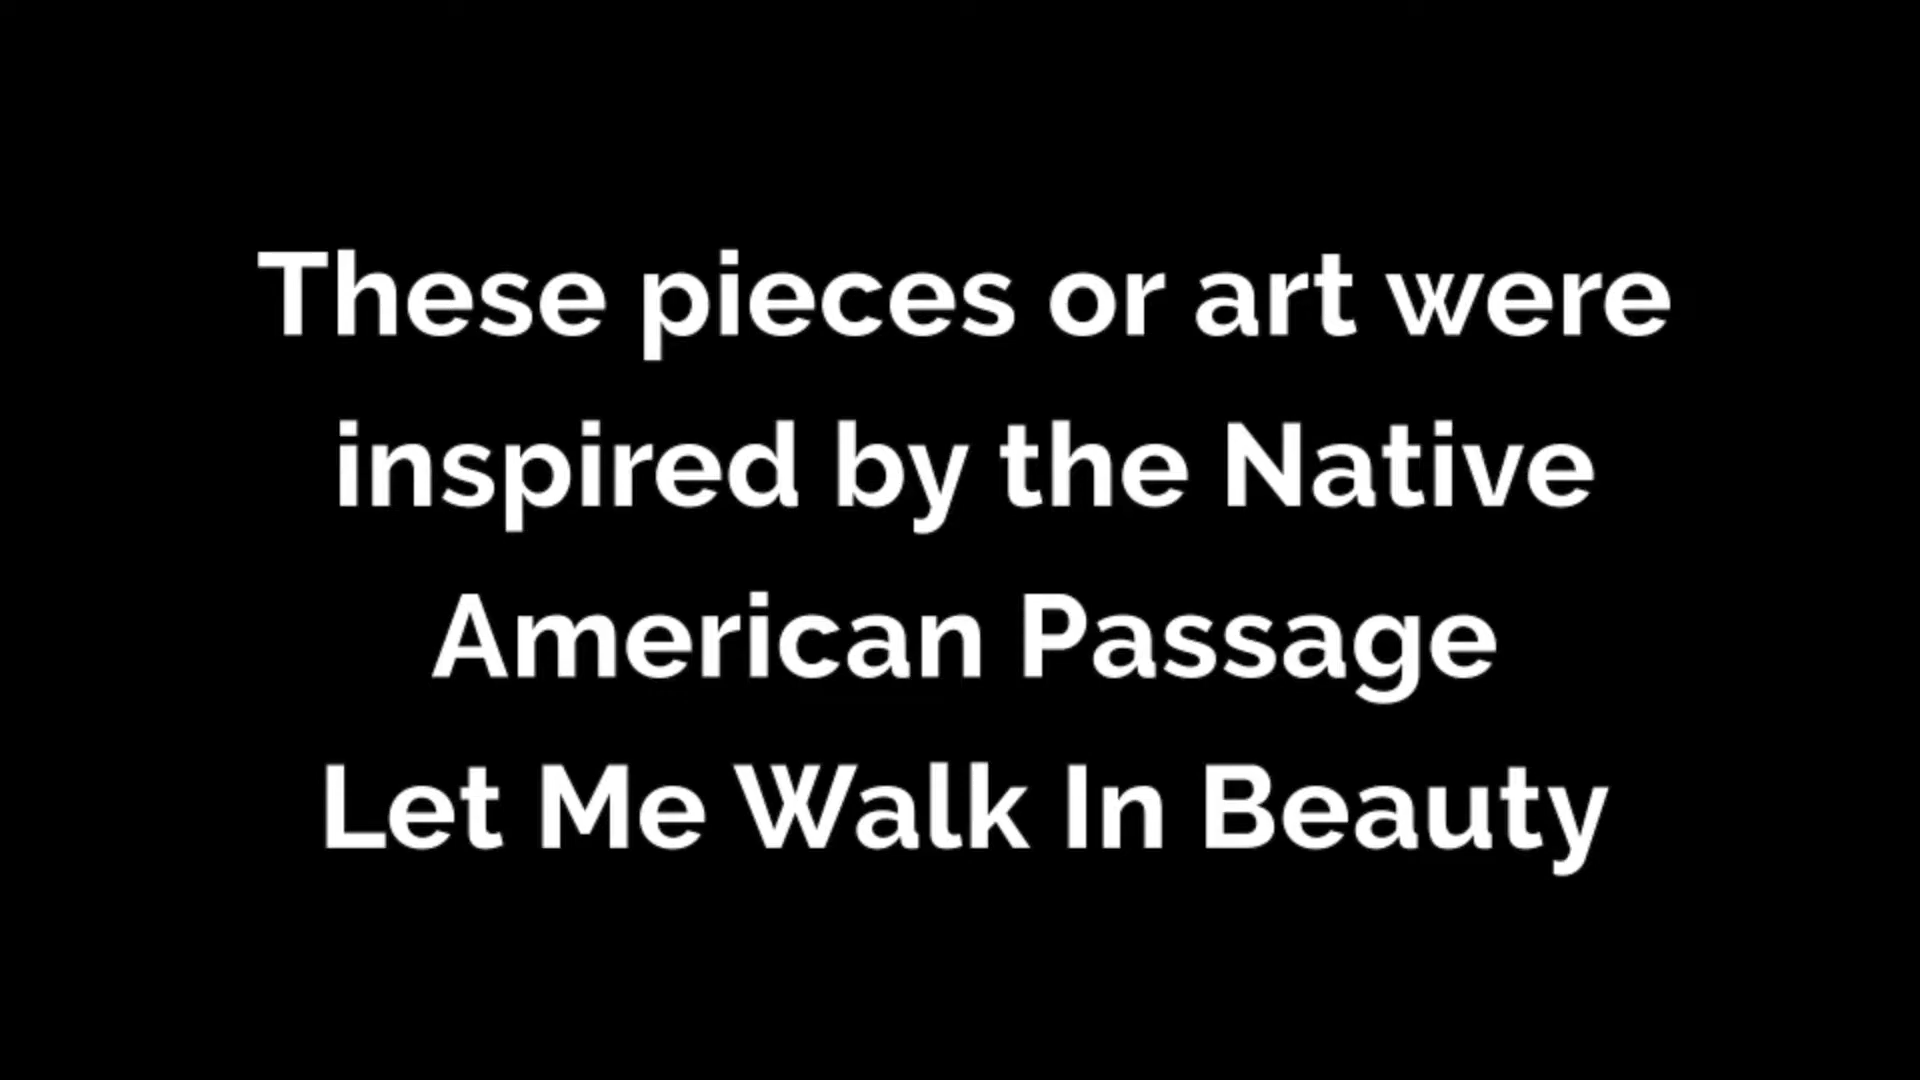 These pieces or art were
inspired by the Native
American Passage
Let Me Walk In Beauty